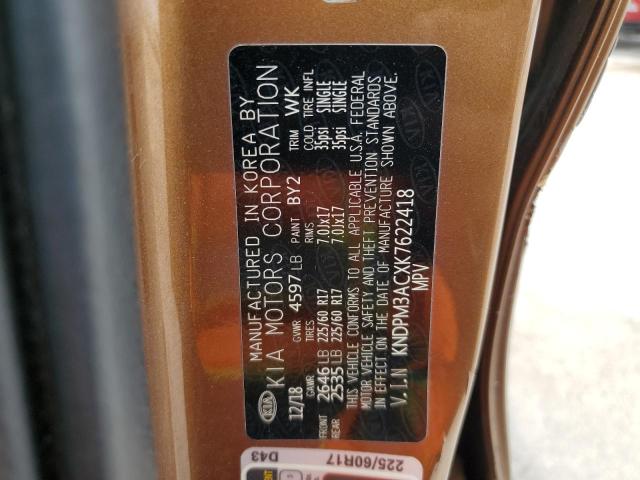 MANUFACTURED IN KOREA BY
KIA KIA MOTORS CORPORATION
12/18 GVWR 4597 LB PAINT BY2 TRIM WK
GAWR TIRES RIMS COLD TIRE INFL
FRONT 2646 LB 225/60 R17 7.0Jx17 35psi SINGLE
REAR 2535 LB 225/60 R17 7.0Jx17 35psi SINGLE
THIS VEHICLE CONFORMS TO ALL APPLICABLE U.S.A. FEDERAL
MOTOR VEHICLE SAFETY AND THEFT PREVENTION STANDARDS
IN EFFECT ON THE DATE OF MANUFACTURE SHOWN ABOVE.
V.I.N KNDPM3ACXK7622418
MPV
D43
225/60R17